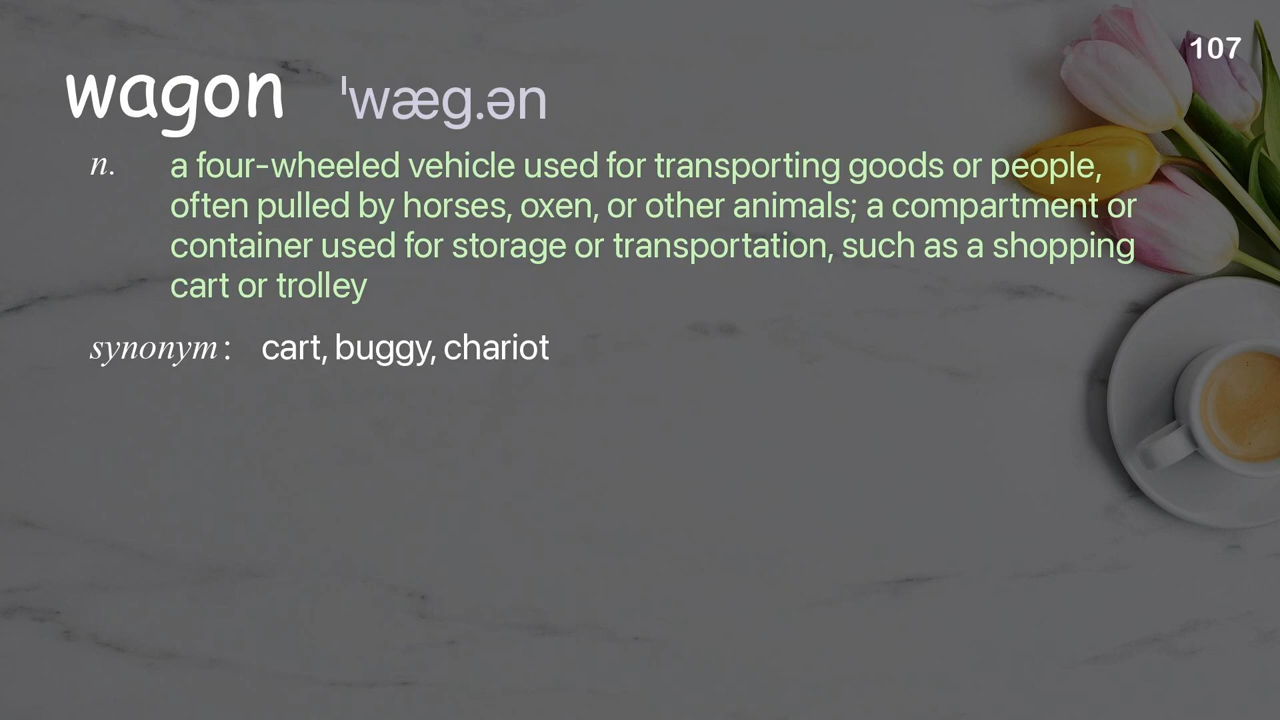 107
wagon ˈwæg.ən
n. a four-wheeled vehicle used for transporting goods or people,
often pulled by horses, oxen, or other animals; a compartment or
container used for storage or transportation, such as a shopping
cart or trolley
synonym: cart, buggy, chariot